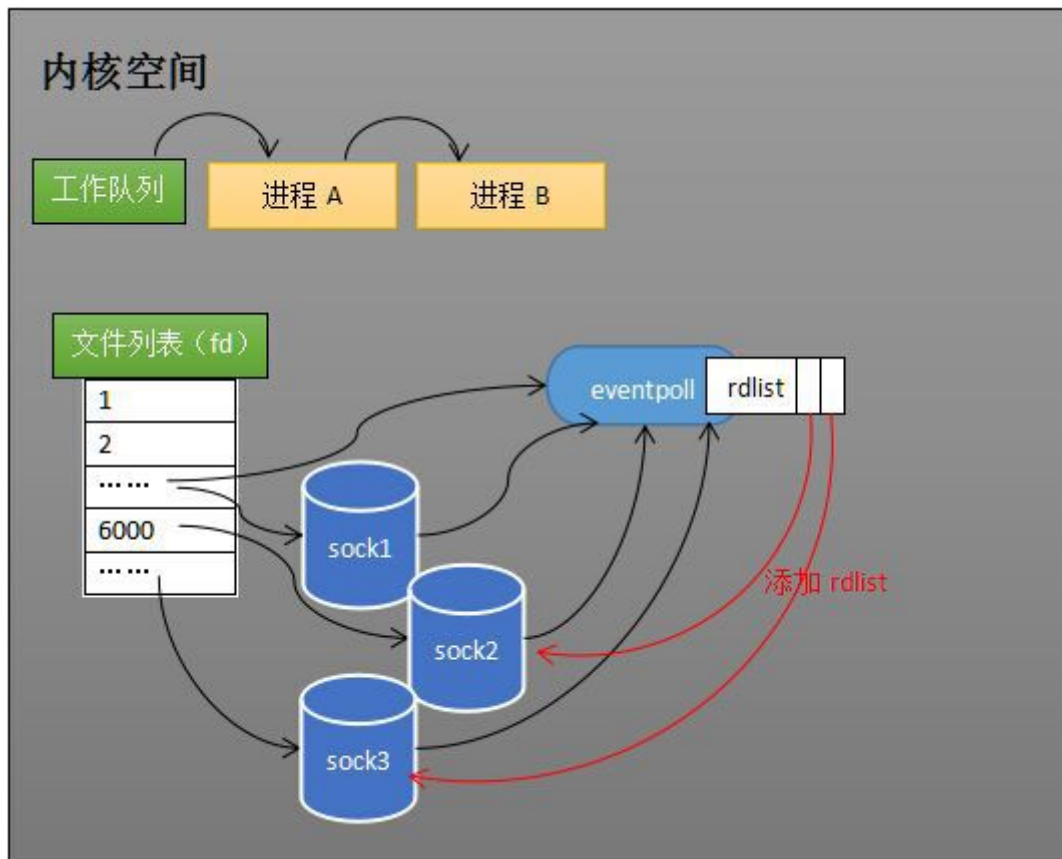 内核空间
工作队列
进程 A
进程 B
文件列表（fd）
1
2
……
6000
……
eventpoll
rdlist
sock1
sock2
sock3
添加 rdlist